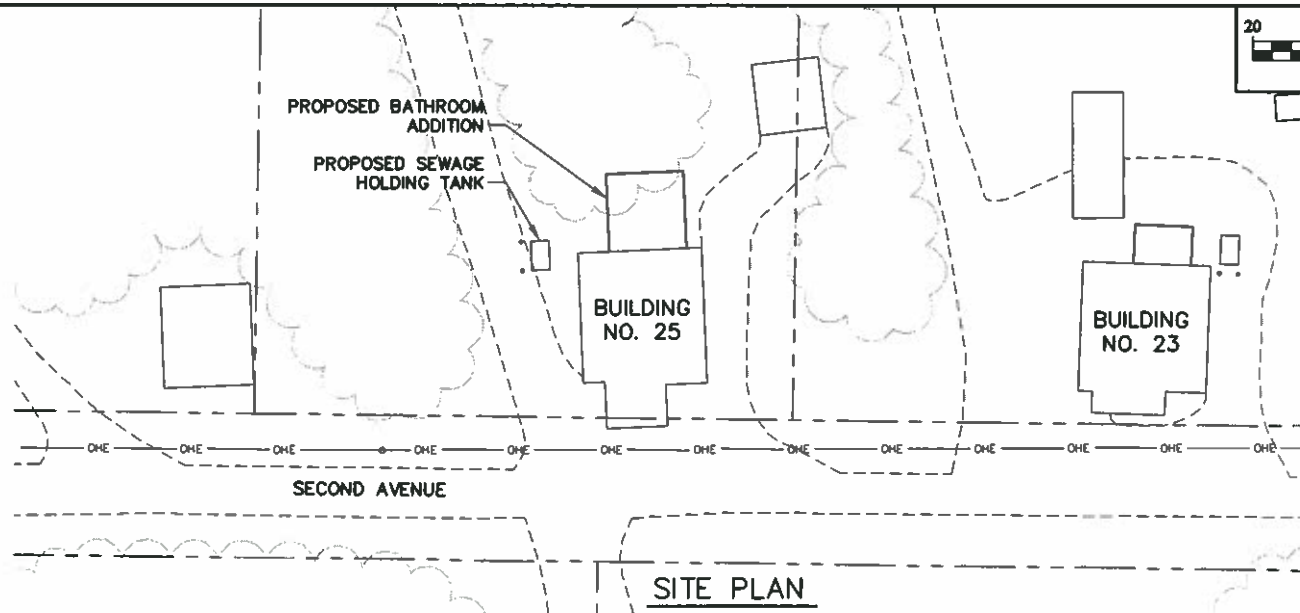 20
PROPOSED BATHROOM
ADDITION
PROPOSED SEWAGE
HOLDING TANK
BUILDING
NO. 25
BUILDING
NO. 23
OHE OHE OHE OHE OHE OHE OHE OHE OHE OHE OHE OHE OHE
SECOND AVENUE
SITE PLAN